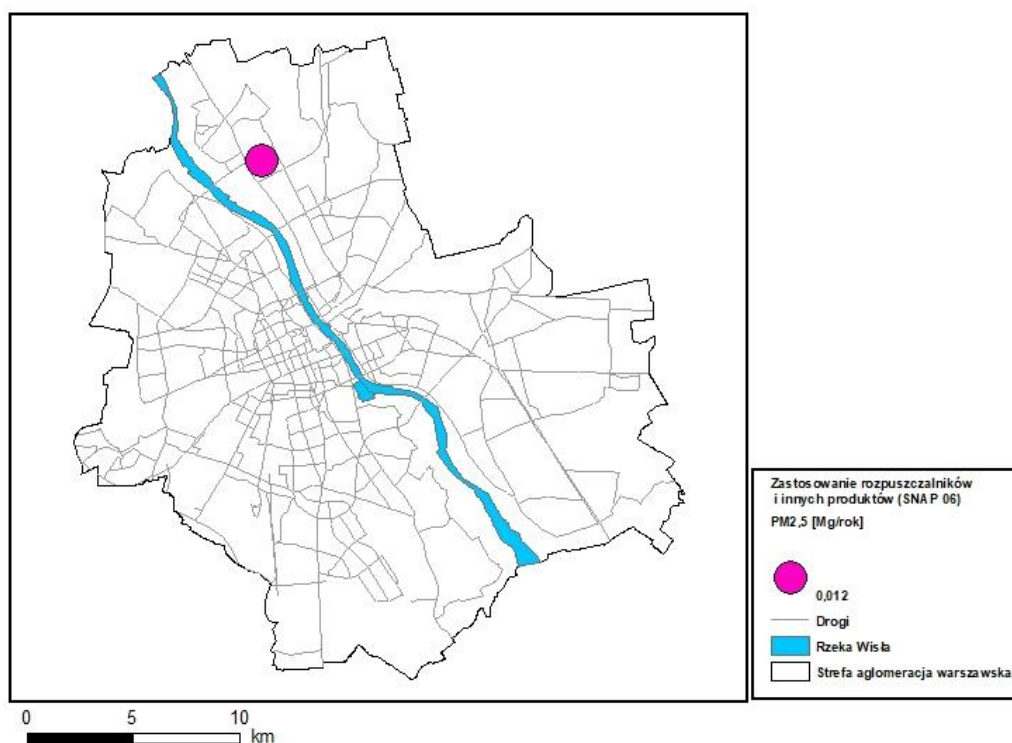 Zastosowanie rozpuszczalników
i innych produktów (SNAP 06)
PM2,5 [Mg/rok]
0,012
Drogi
Rzeka Wisła
Strefa aglomeracja warszawska
0 5 10
km